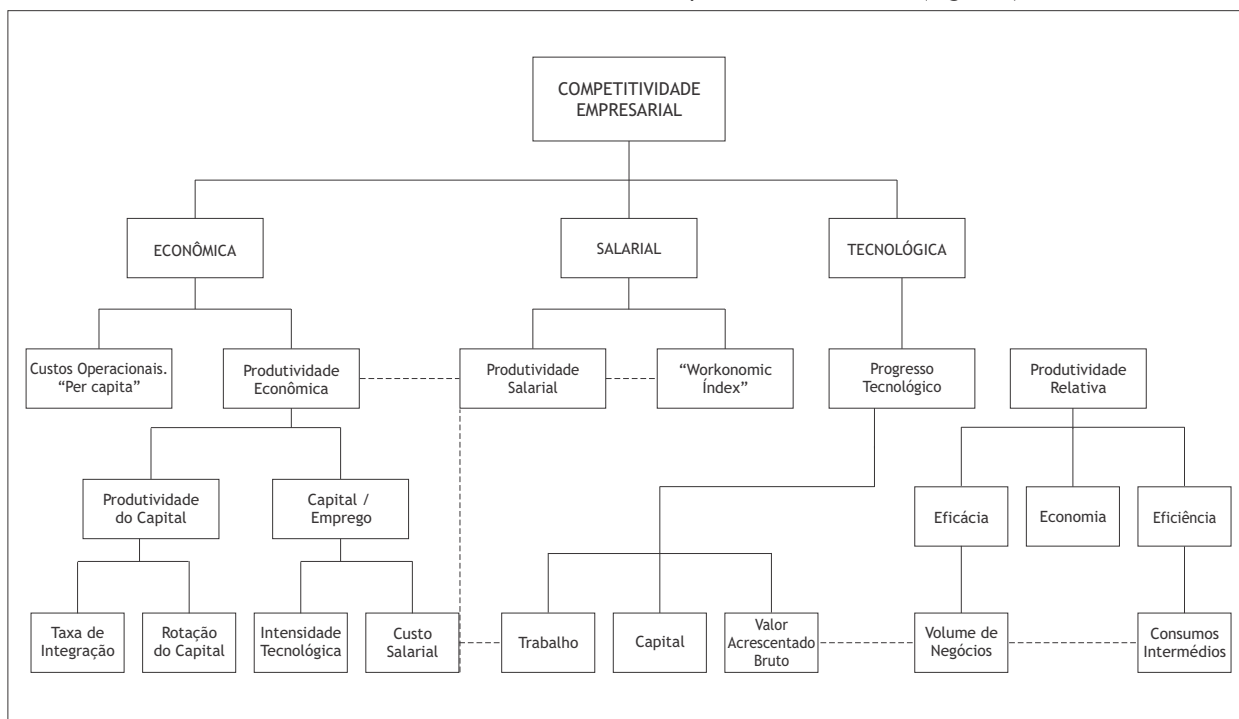 COMPETITIVIDADE
EMPRESARIAL
ECONÔMICA
SALARIAL
TECNOLÓGICA
Custos Operacionais.
“Per capita”
Produtividade
Econômica
Produtividade
Salarial
“Workonomic
Índex”
Progresso
Tecnológico
Produtividade
Relativa
Produtividade
do Capital
Capital /
Emprego
Eficácia
Economia
Eficiência
Taxa de
Integração
Rotação
do Capital
Intensidade
Tecnológica
Custo
Salarial
Trabalho
Capital
Valor
Acrescentado
Bruto
Volume de
Negócios
Consumos
Intermédios